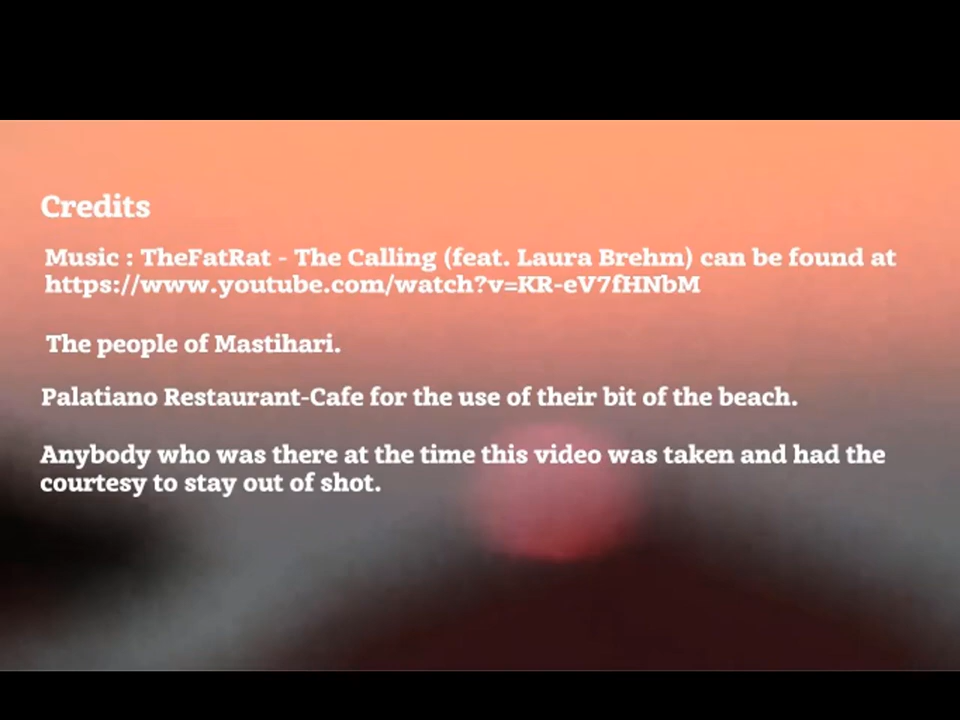 Credits
Music : TheFatRat - The Calling (feat. Laura Brehm) can be found at
https://www.youtube.com/watch?v=KR-eV7fHNbM
The people of Mastihari.
Palatiano Restaurant-Cafe for the use of their bit of the beach.
Anybody who was there at the time this video was taken and had the
courtesy to stay out of shot.